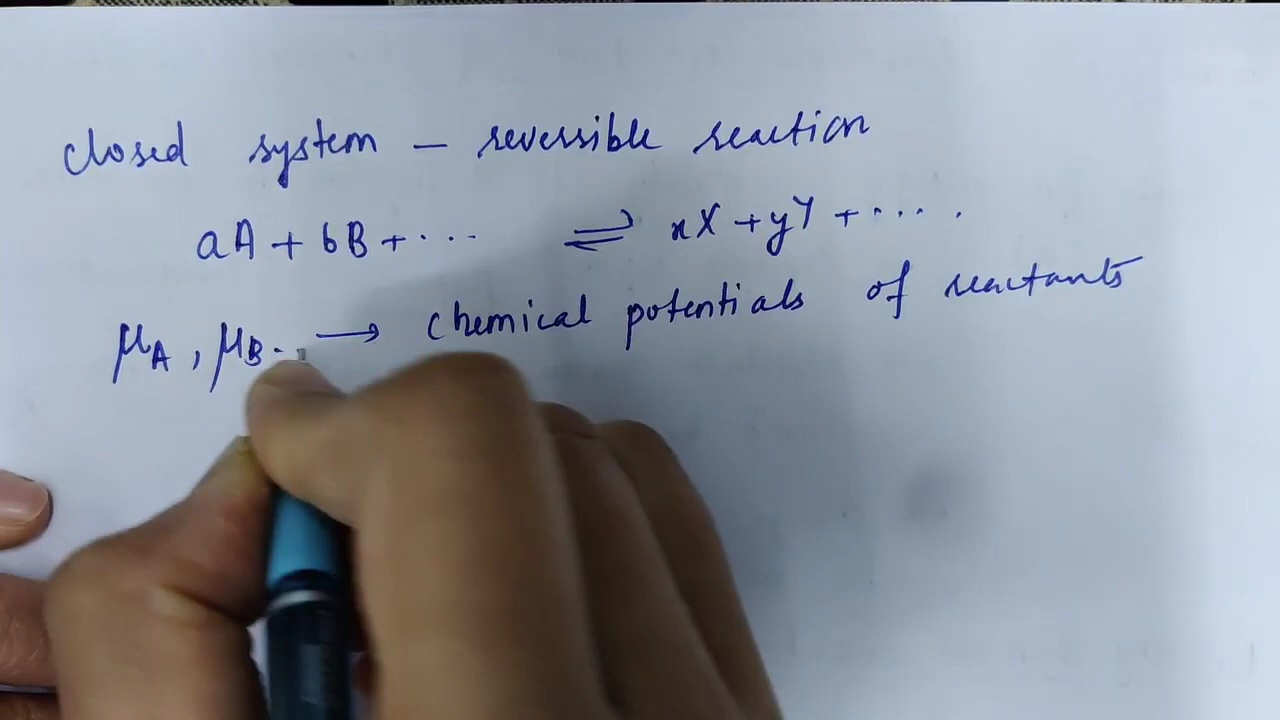 closed system – reversible reaction
aA + bB + ···· ⇌ xX + yY + ·····
μA , μB.. → chemical potentials of reactants